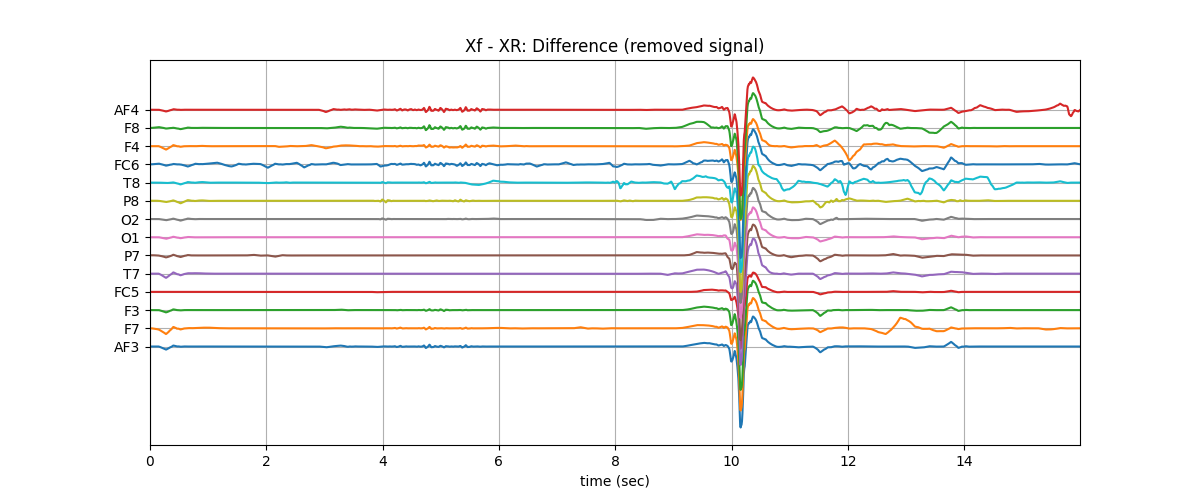 Xf - XR: Difference (removed signal)
AF4
F8
F4
FC6
T8
P8
O2
O1
P7
T7
FC5
F3
F7
AF3
0 2 4 6 8 10 12 14
time (sec)